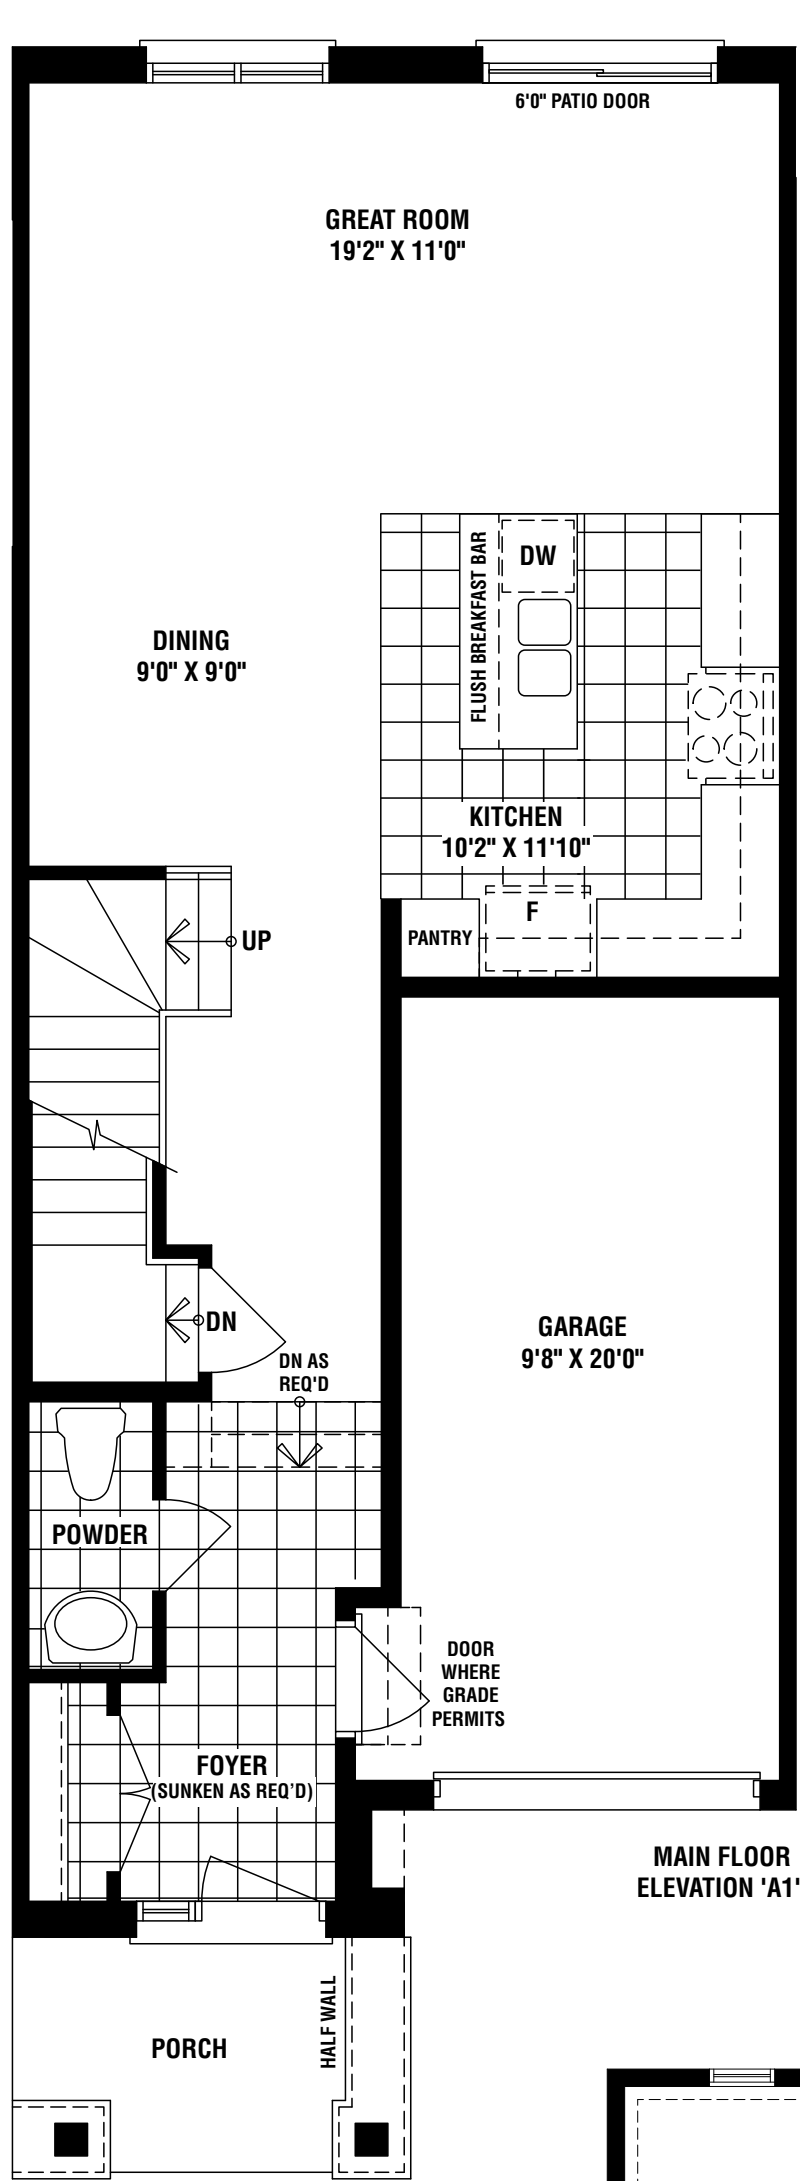 6'0" PATIO DOOR
GREAT ROOM
19'2" X 11'0"
FLUSH BREAKFAST BAR
DW
DINING
9'0" X 9'0"
KITCHEN
10'2" X 11'10"
F
PANTRY
UP
DN
DN AS
REQ'D
GARAGE
9'8" X 20'0"
POWDER
DOOR
WHERE
GRADE
PERMITS
FOYER
(SUNKEN AS REQ’D)
MAIN FLOOR
ELEVATION 'A1'
HALF WALL
PORCH